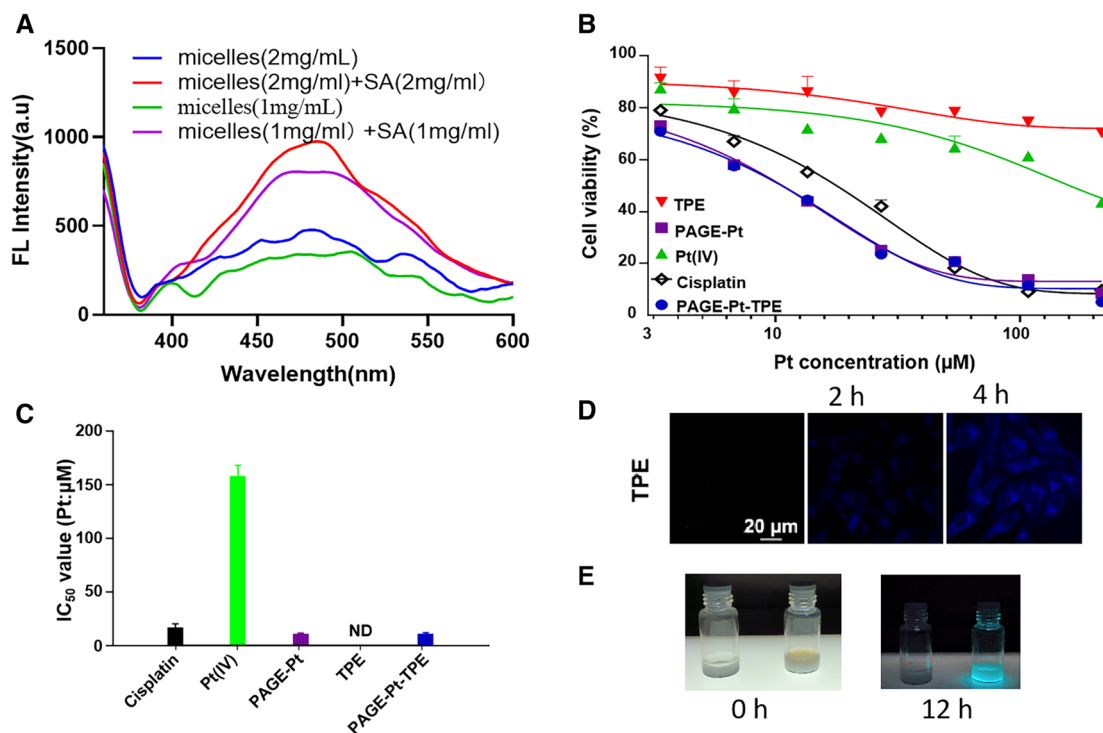 A
1500
1000
500
0
FL Intensity(a.u)
micelles(2mg/mL)
micelles(2mg/ml)+SA(2mg/ml）
micelles(1mg/mL)
micelles(1mg/ml） +SA(1mg/ml)
400
450
500
550
600
Wavelength(nm)
B
100
80
60
40
20
0
Cell viability (%)
TPE
PAGE-Pt
Pt(IV)
Cisplatin
PAGE-Pt-TPE
3
10
100
Pt concentration (µM)
C
200
150
100
50
0
IC50 value (Pt:µM)
ND
Cisplatin
Pt(IV)
PAGE-Pt
TPE
PAGE-Pt-TPE
D
2 h
4 h
TPE
20 µm
E
0 h
12 h